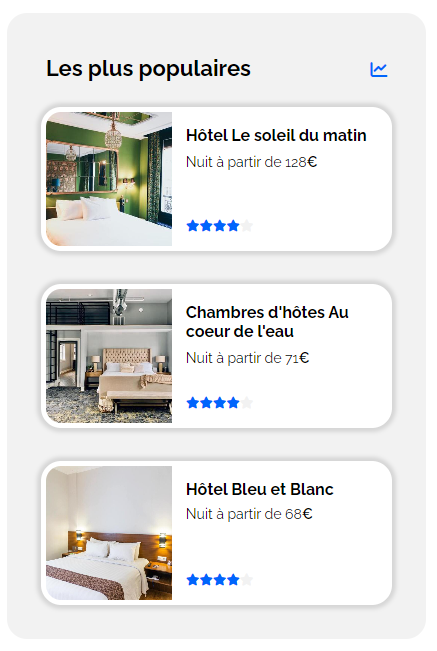 Les plus populaires
Hôtel Le soleil du matin
Nuit à partir de 128€
Chambres d'hôtes Au
coeur de l'eau
Nuit à partir de 71€
Hôtel Bleu et Blanc
Nuit à partir de 68€